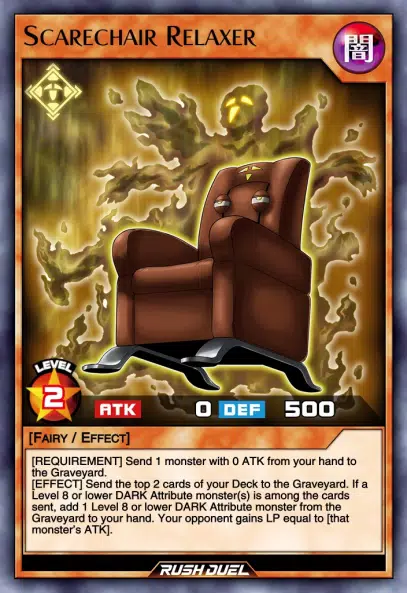 SCARECHAIR RELAXER
闇
LEVEL
2
ATK 0 DEF 500
[FAIRY / EFFECT]
[REQUIREMENT] Send 1 monster with 0 ATK from your hand to
the Graveyard.
[EFFECT] Send the top 2 cards of your Deck to the Graveyard. If a
Level 8 or lower DARK Attribute monster(s) is among the cards
sent, add 1 Level 8 or lower DARK Attribute monster from the
Graveyard to your hand. Your opponent gains LP equal to [that
monster's ATK].
RUSH DUEL